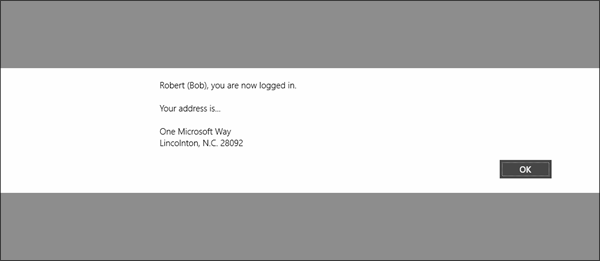 Robert (Bob), you are now logged in.
Your address is...
One Microsoft Way
Lincolnton, N.C. 28092
OK